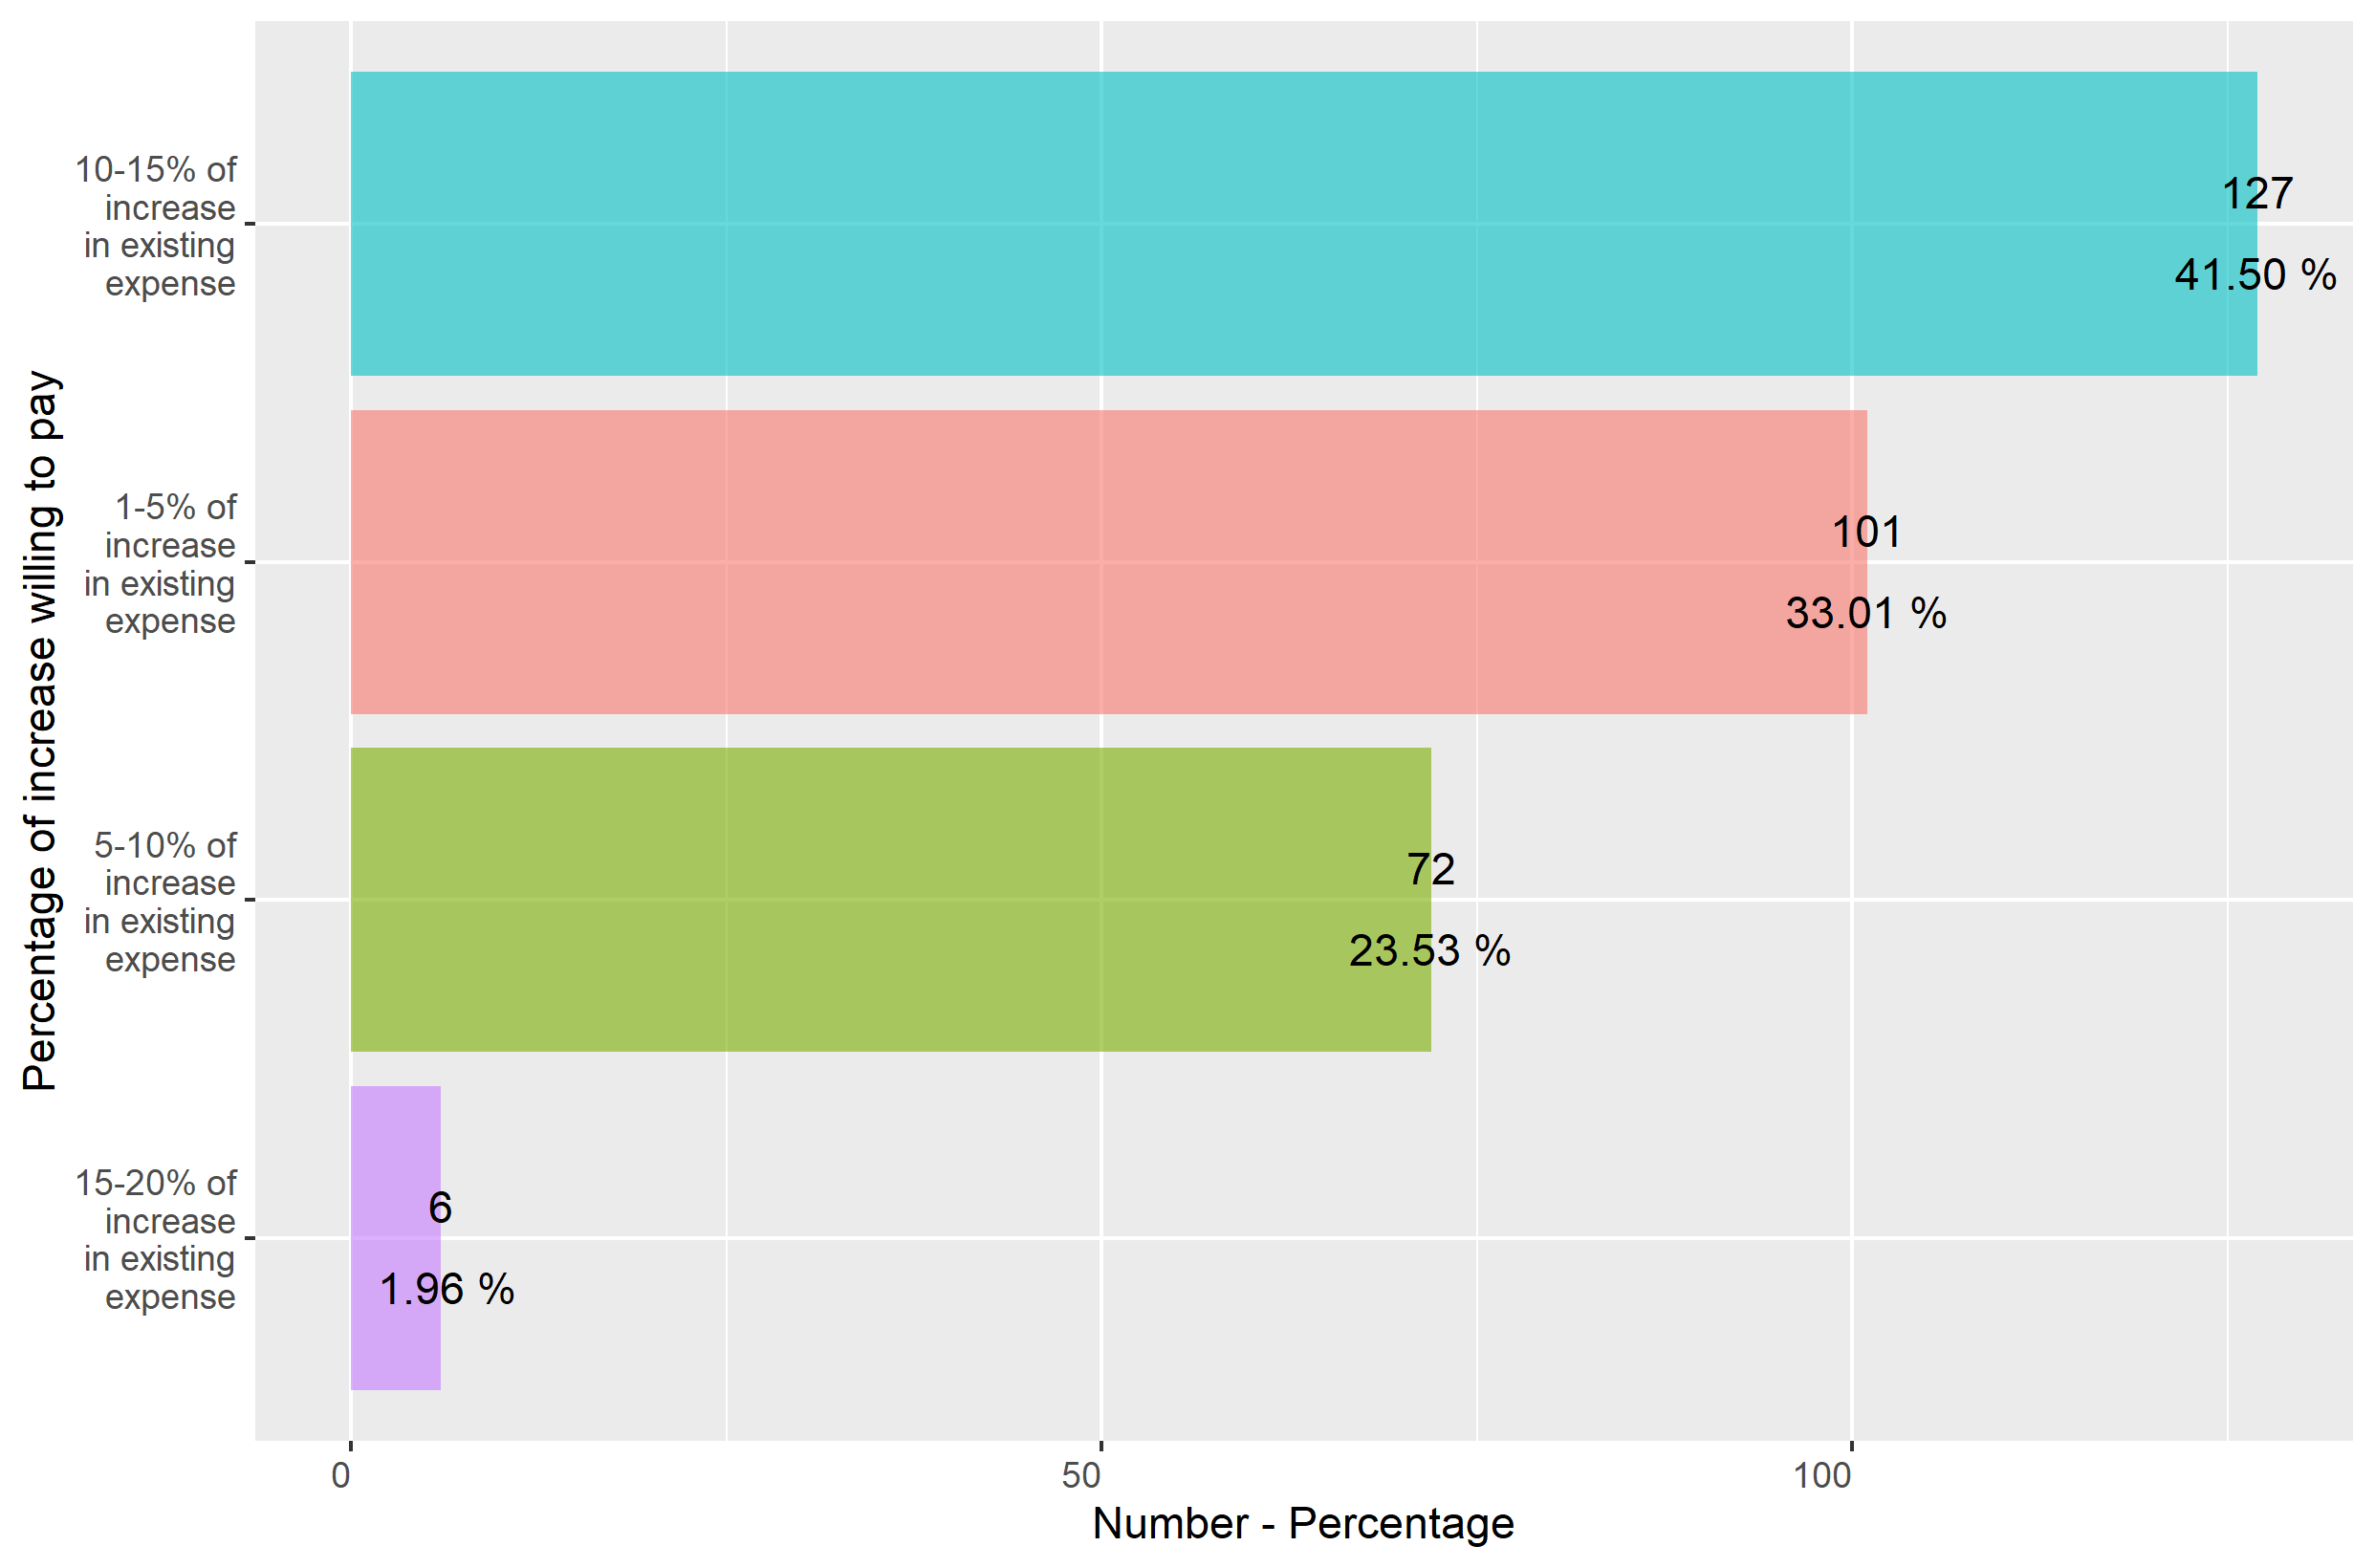 Percentage of increase willing to pay
10-15% of
increase
in existing
expense
127
41.50 %
1-5% of
increase
in existing
expense
101
33.01 %
5-10% of
increase
in existing
expense
72
23.53 %
15-20% of
increase
in existing
expense
6
1.96 %
0
50
100
Number - Percentage